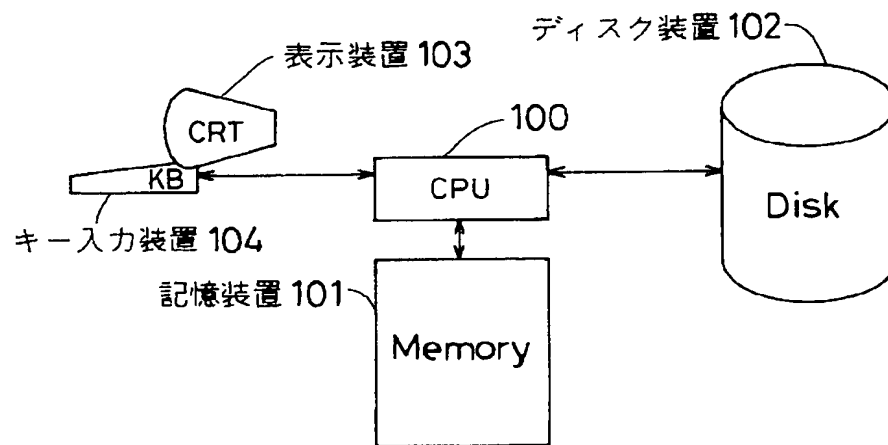 ディスク装置 102
表示装置 103
100
CRT
KB
CPU
Disk
キー入力装置 104
記憶装置 101
Memory